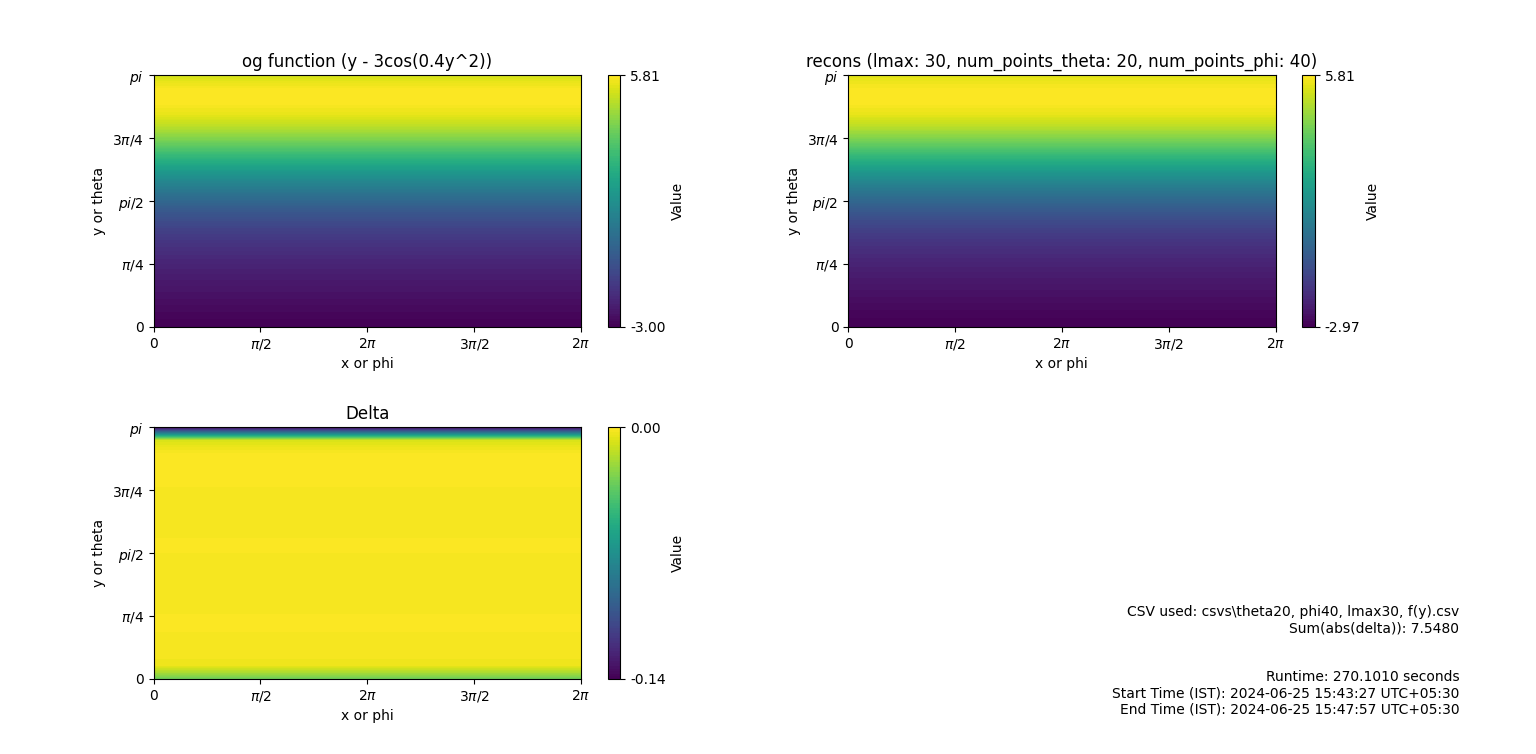 og function (y - 3cos(0.4y^2))
pi
3π/4
pi/2
π/4
0
y or theta
0 π/2 2π 3π/2 2π
x or phi
5.81
-3.00
Value
recons (lmax: 30, num_points_theta: 20, num_points_phi: 40)
pi
3π/4
pi/2
π/4
0
y or theta
0 π/2 2π 3π/2 2π
x or phi
5.81
-2.97
Value
Delta
pi
3π/4
pi/2
π/4
0
y or theta
0 π/2 2π 3π/2 2π
x or phi
0.00
-0.14
Value
CSV used: csvs\theta20, phi40, lmax30, f(y).csv
Sum(abs(delta)): 7.5480
Runtime: 270.1010 seconds
Start Time (IST): 2024-06-25 15:43:27 UTC+05:30
End Time (IST): 2024-06-25 15:47:57 UTC+05:30